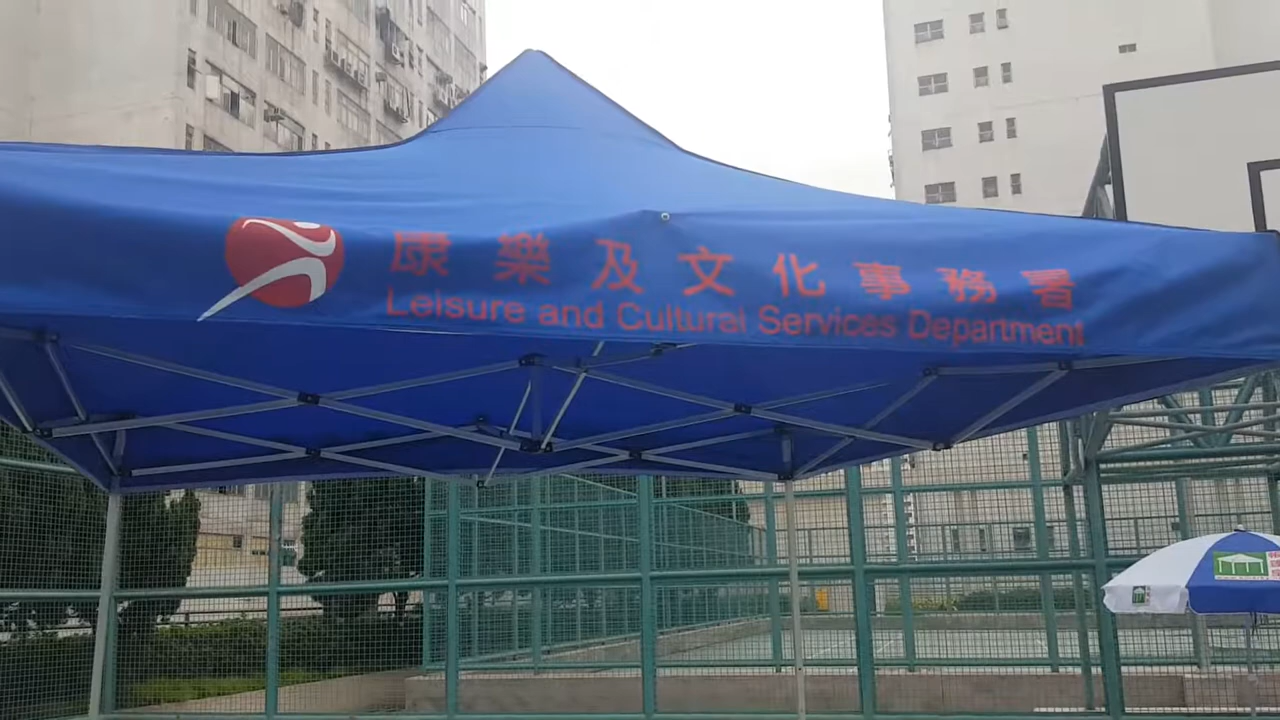 康樂及文化事務署
Leisure and Cultural Services Department